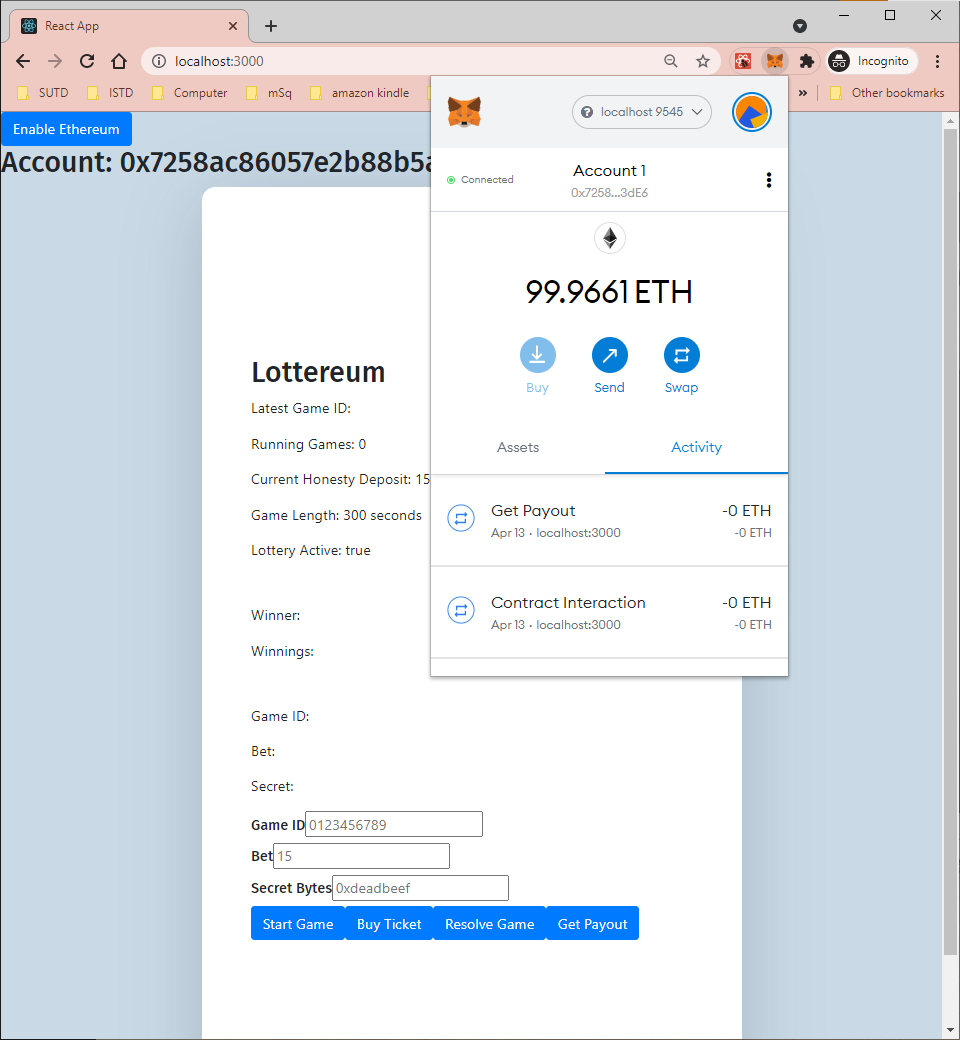 React App
localhost:3000
Incognito
SUTD
ISTD
Computer
mSq
amazon kindle
»
Other bookmarks
Enable Ethereum
Account: 0x7258ac86057e2b88b5
localhost 9545
Connected
Account 1
0x7258...3dE6
99.9661 ETH
Buy
Send
Swap
Assets
Activity
Get Payout
-0 ETH
Apr 13 · localhost:3000
-0 ETH
Contract Interaction
-0 ETH
Apr 13 · localhost:3000
-0 ETH
Lottereum
Latest Game ID:
Running Games: 0
Current Honesty Deposit: 15
Game Length: 300 seconds
Lottery Active: true
Winner:
Winnings:
Game ID:
Bet:
Secret:
Game ID 0123456789
Bet 15
Secret Bytes 0xdeadbeef
Start Game
Buy Ticket
Resolve Game
Get Payout